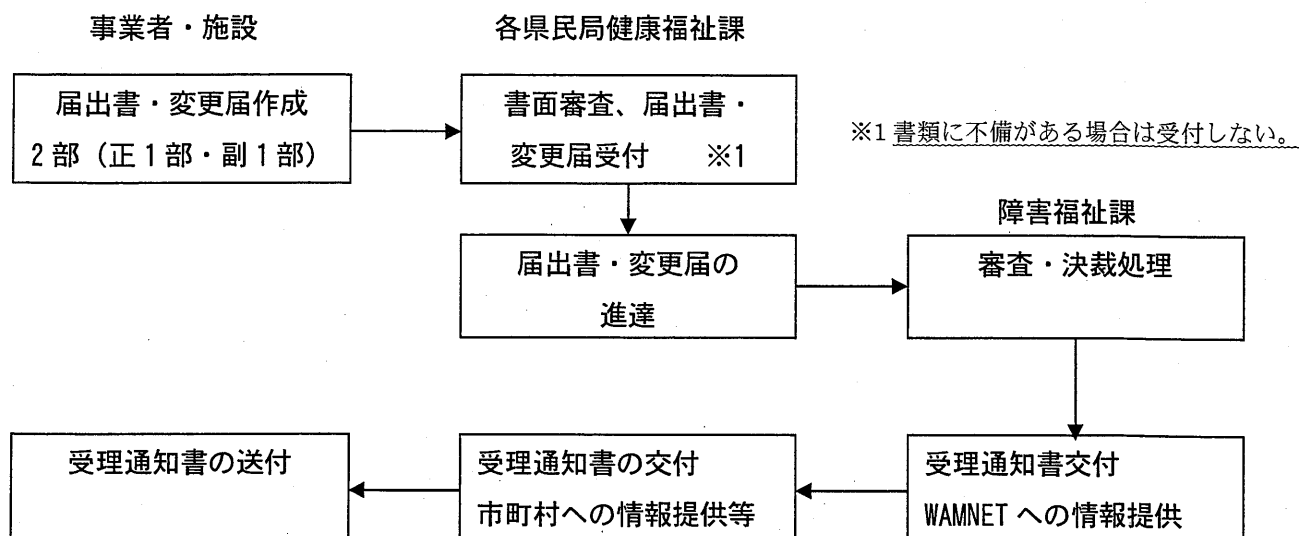 事業者・施設
各県民局健康福祉課
届出書・変更届作成
2部（正1部・副1部）
書面審査、届出書・
変更届受付　※1
※1 書類に不備がある場合は受付しない。
障害福祉課
届出書・変更届の
進達
審査・決裁処理
受理通知書の送付
受理通知書の交付
市町村への情報提供等
受理通知書交付
WAMNET への情報提供